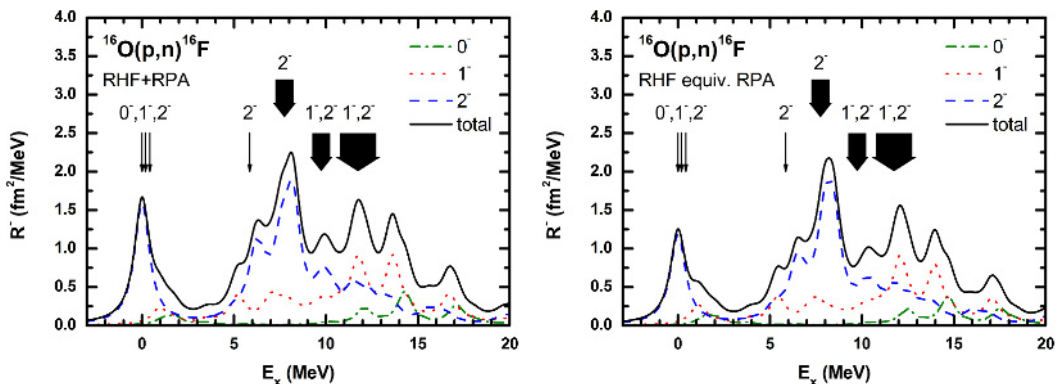 4.0
3.5
3.0
2.5
2.0
1.5
1.0
0.5
0.0
R⁻ (fm²/MeV)
¹⁶O(p,n)¹⁶F
RHF+RPA
0⁻
1⁻
2⁻
total
2⁻
0⁻,1⁻,2⁻
2⁻
1⁻,2⁻
1⁻,2⁻
0 5 10 15 20
Eₓ (MeV)
4.0
3.5
3.0
2.5
2.0
1.5
1.0
0.5
0.0
R⁻ (fm²/MeV)
¹⁶O(p,n)¹⁶F
RHF equiv. RPA
0⁻
1⁻
2⁻
total
2⁻
0⁻,1⁻,2⁻
2⁻
1⁻,2⁻
1⁻,2⁻
0 5 10 15 20
Eₓ (MeV)